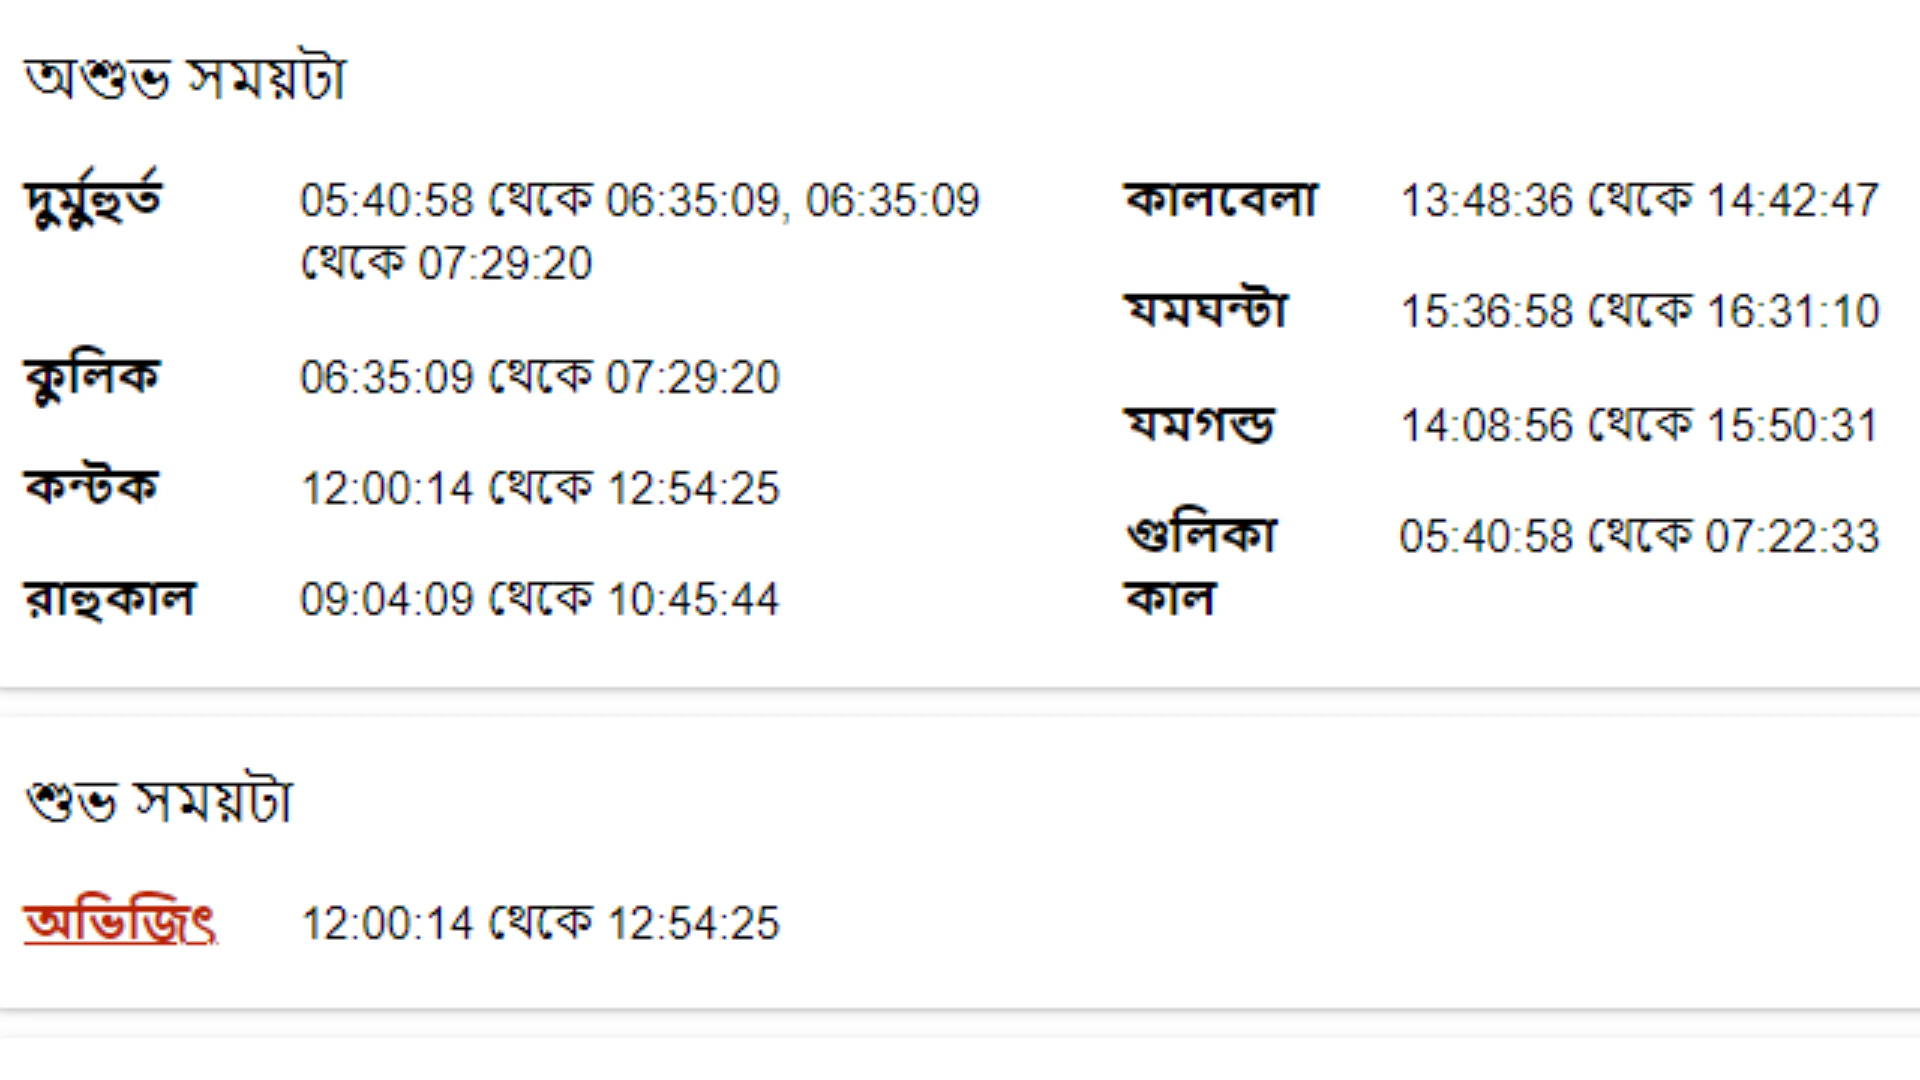 অশুভ সময়টা
দুর্মুহুর্ত 05:40:58 থেকে 06:35:09, 06:35:09
থেকে 07:29:20
কুলিক 06:35:09 থেকে 07:29:20
কন্টক 12:00:14 থেকে 12:54:25
রাহুকাল 09:04:09 থেকে 10:45:44
কালবেলা 13:48:36 থেকে 14:42:47
যমঘন্টা 15:36:58 থেকে 16:31:10
যমগন্ড 14:08:56 থেকে 15:50:31
গুলিকা 05:40:58 থেকে 07:22:33
কাল
শুভ সময়টা
অভিজিৎ 12:00:14 থেকে 12:54:25